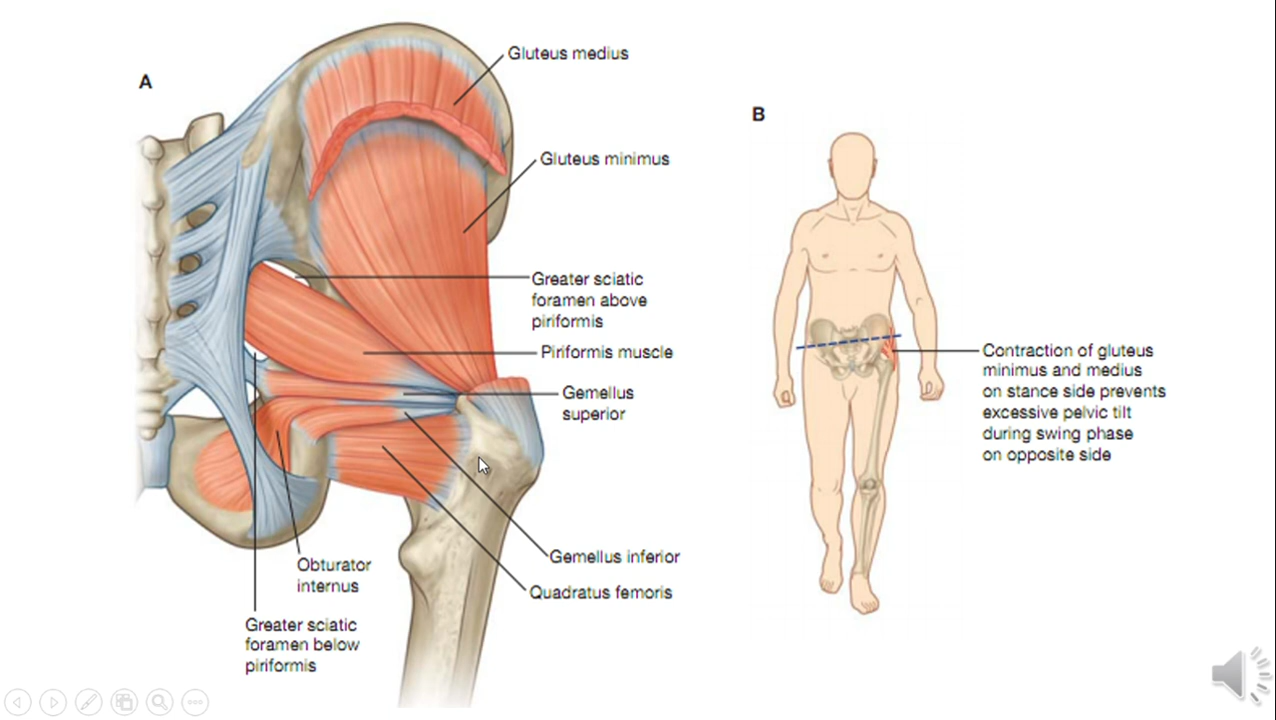 A
Gluteus medius
Gluteus minimus
Greater sciatic
foramen above
piriformis
Piriformis muscle
Gemellus
superior
Gemellus inferior
Quadratus femoris
Obturator
internus
Greater sciatic
foramen below
piriformis
B
Contraction of gluteus
minimus and medius
on stance side prevents
excessive pelvic tilt
during swing phase
on opposite side